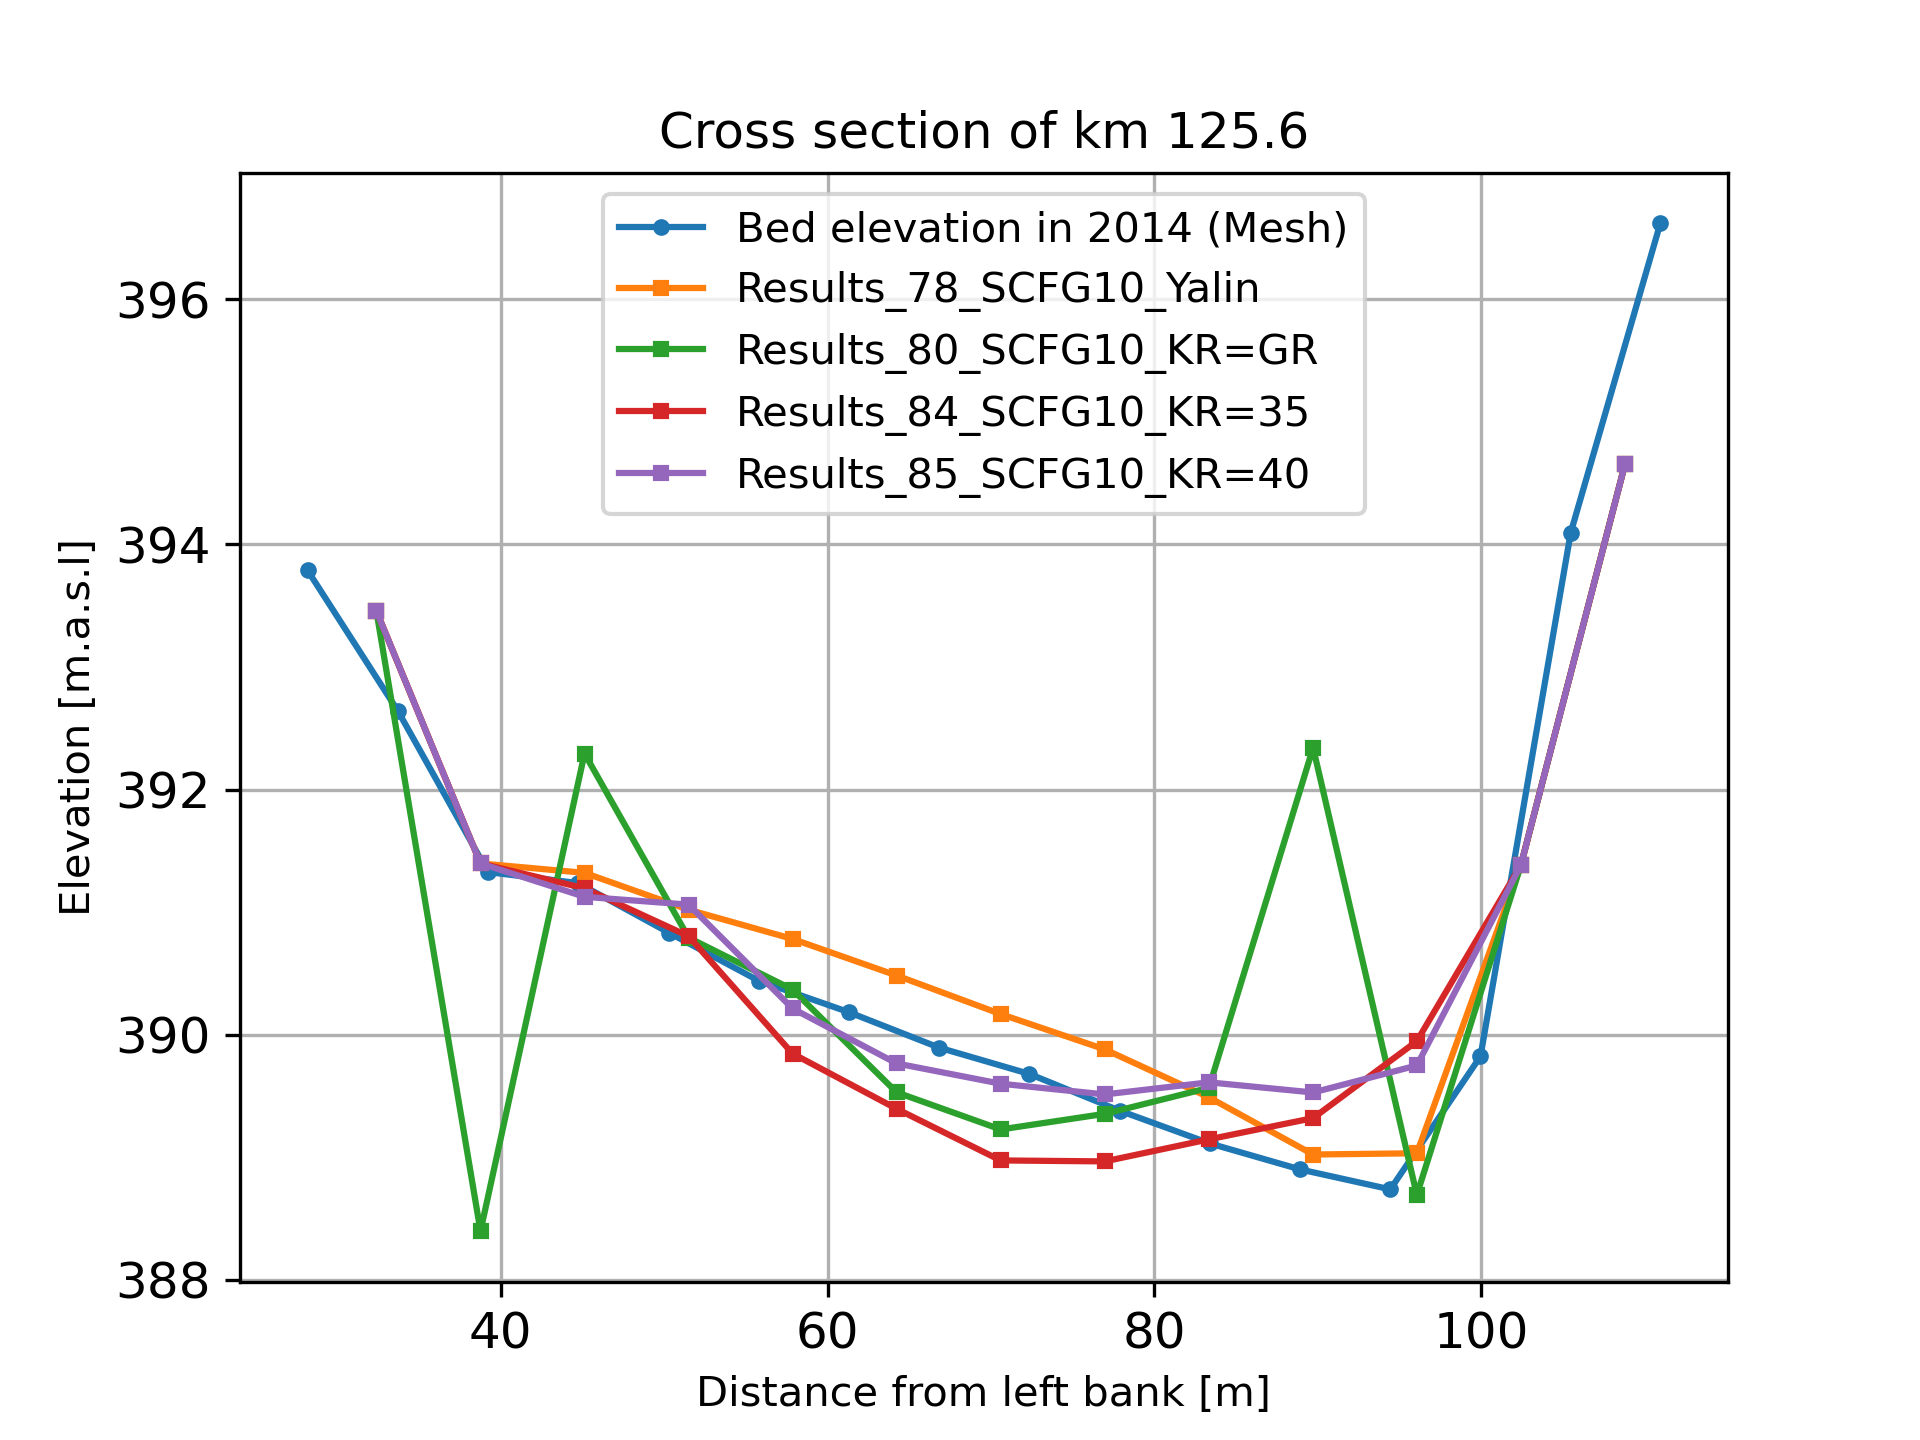 Cross section of km 125.6
Bed elevation in 2014 (Mesh)
Results_78_SCFG10_Yalin
Results_80_SCFG10_KR=GR
Results_84_SCFG10_KR=35
Results_85_SCFG10_KR=40
396
394
392
390
388
Elevation [m.a.s.l]
40 60 80 100
Distance from left bank [m]